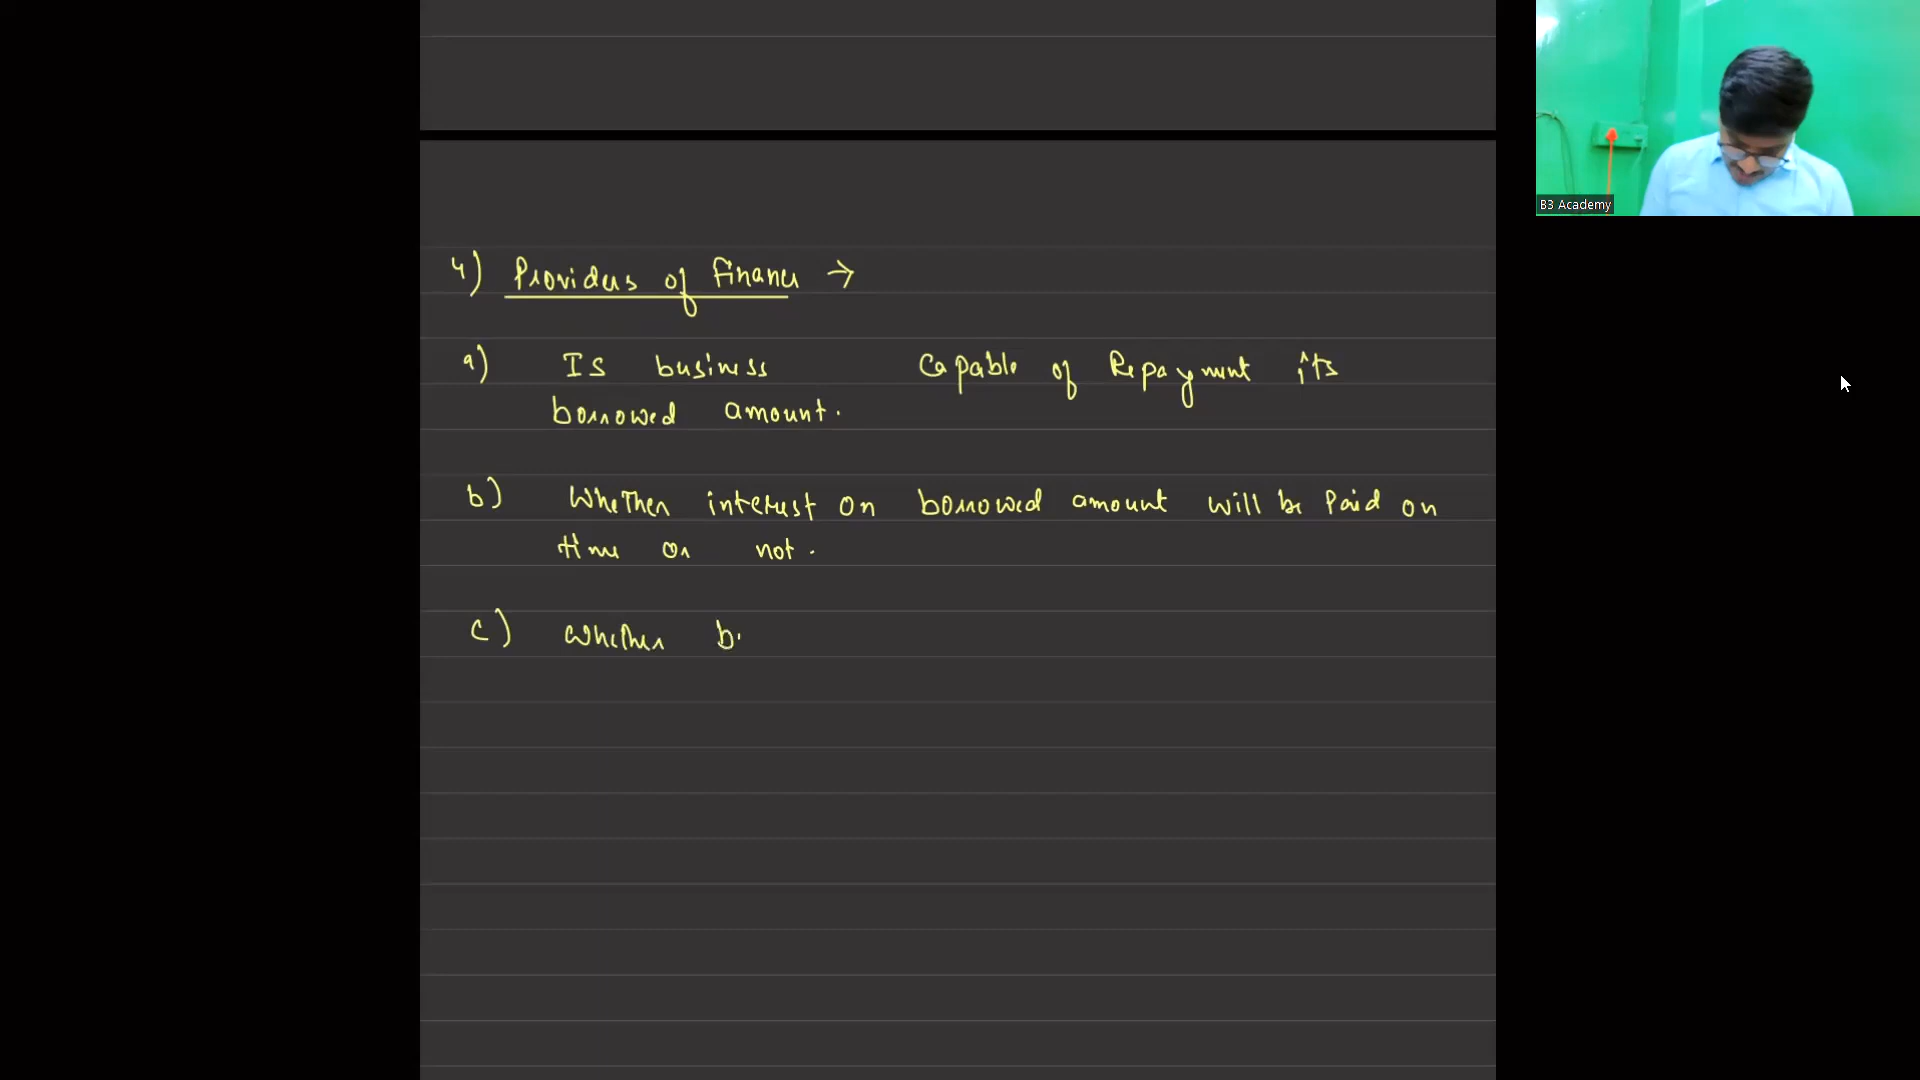 4) Providers of finance →
a) Is business Capable of Repayment its
borrowed amount.
b) Whether interest on borrowed amount will be Paid on
time or not.
c) Whether b
B3 Academy